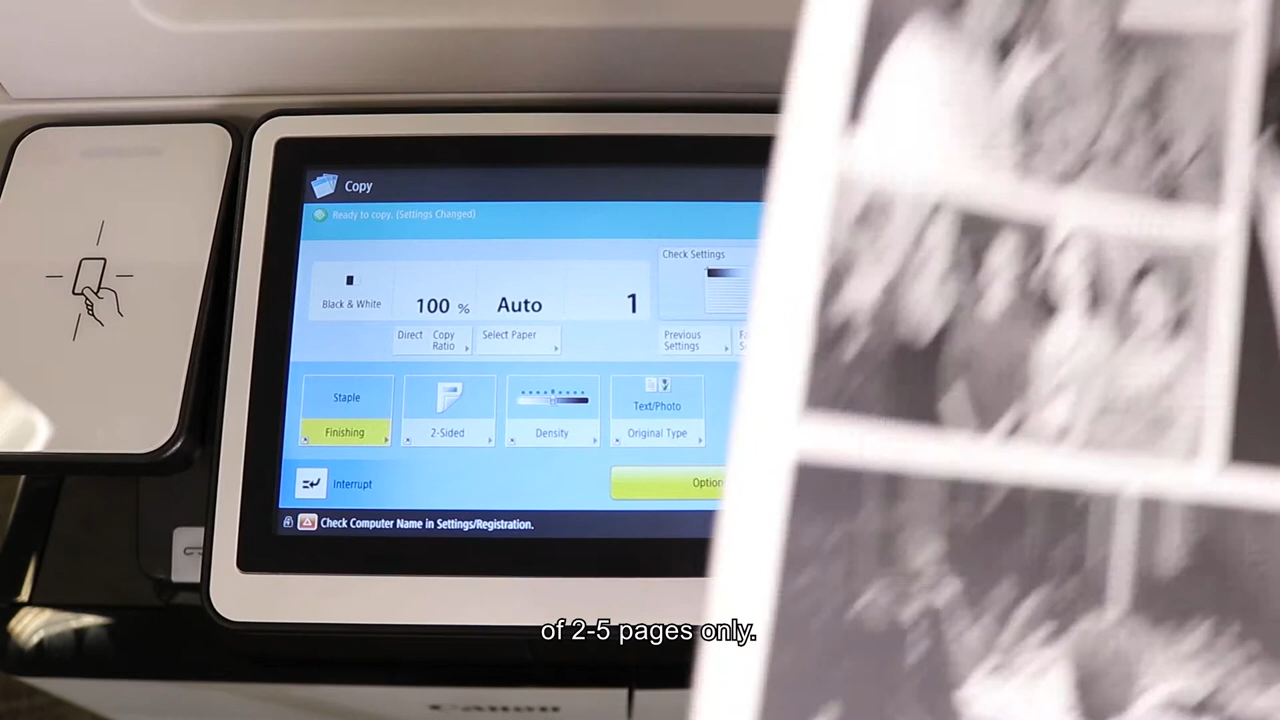 Copy
Ready to copy. (Settings Changed)
Check Settings
Black & White
100 %
Auto
1
Direct
Copy Ratio
Select Paper
Previous Settings
Staple
Finishing
2-Sided
Density
Text/Photo
Original Type
Interrupt
Option
Check Computer Name in Settings/Registration.
of 2-5 pages only.
Canon